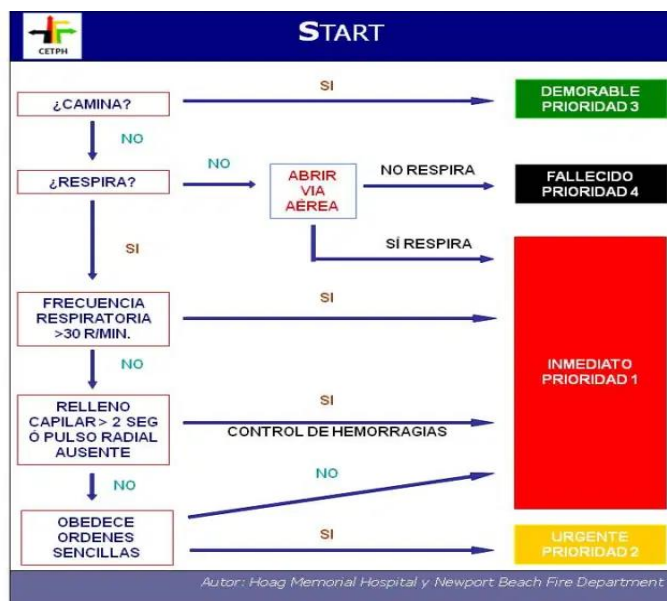 CETPH
START
¿CAMINA?
SI
DEMORABLE
PRIORIDAD 3
NO
¿RESPIRA?
NO
ABRIR
VIA
AÉREA
NO RESPIRA
FALLECIDO
PRIORIDAD 4
SÍ RESPIRA
SI
FRECUENCIA
RESPIRATORIA
>30 R/MIN.
SI
INMEDIATO
PRIORIDAD 1
NO
RELLENO
CAPILAR > 2 SEG
Ó PULSO RADIAL
AUSENTE
SI
CONTROL DE HEMORRAGIAS
NO
NO
OBEDECE
ORDENES
SENCILLAS
SI
URGENTE
PRIORIDAD 2
Autor: Hoag Memorial Hospital y Newport Beach Fire Department